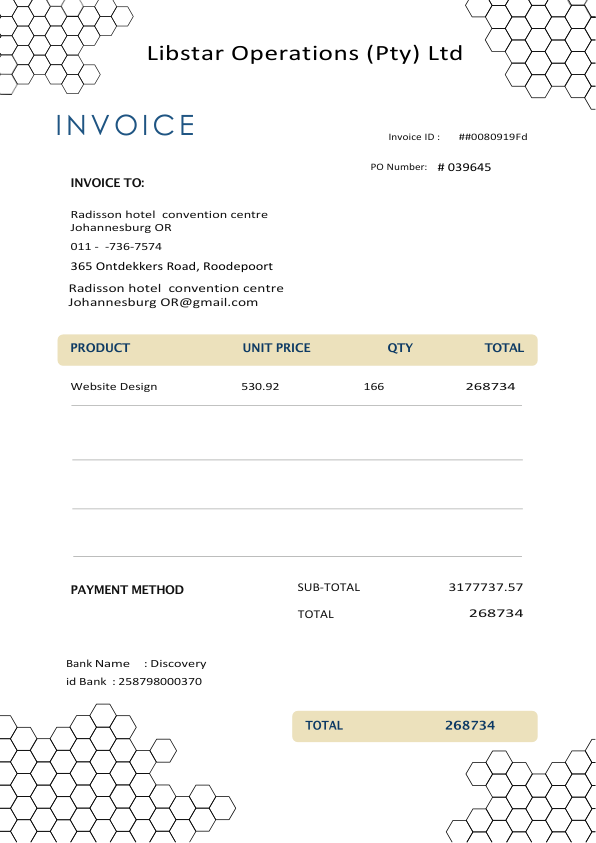 Libstar Operations (Pty) Ltd
INVOICE
Invoice ID : ##0080919Fd
PO Number: # 039645
INVOICE TO:
Radisson hotel convention centre
Johannesburg OR
011 - -736-7574
365 Ontdekkers Road, Roodepoort
Radisson hotel convention centre
Johannesburg OR@gmail.com
PRODUCT UNIT PRICE QTY TOTAL
Website Design 530.92 166 268734
PAYMENT METHOD
SUB-TOTAL 3177737.57
TOTAL 268734
Bank Name : Discovery
id Bank : 258798000370
TOTAL 268734